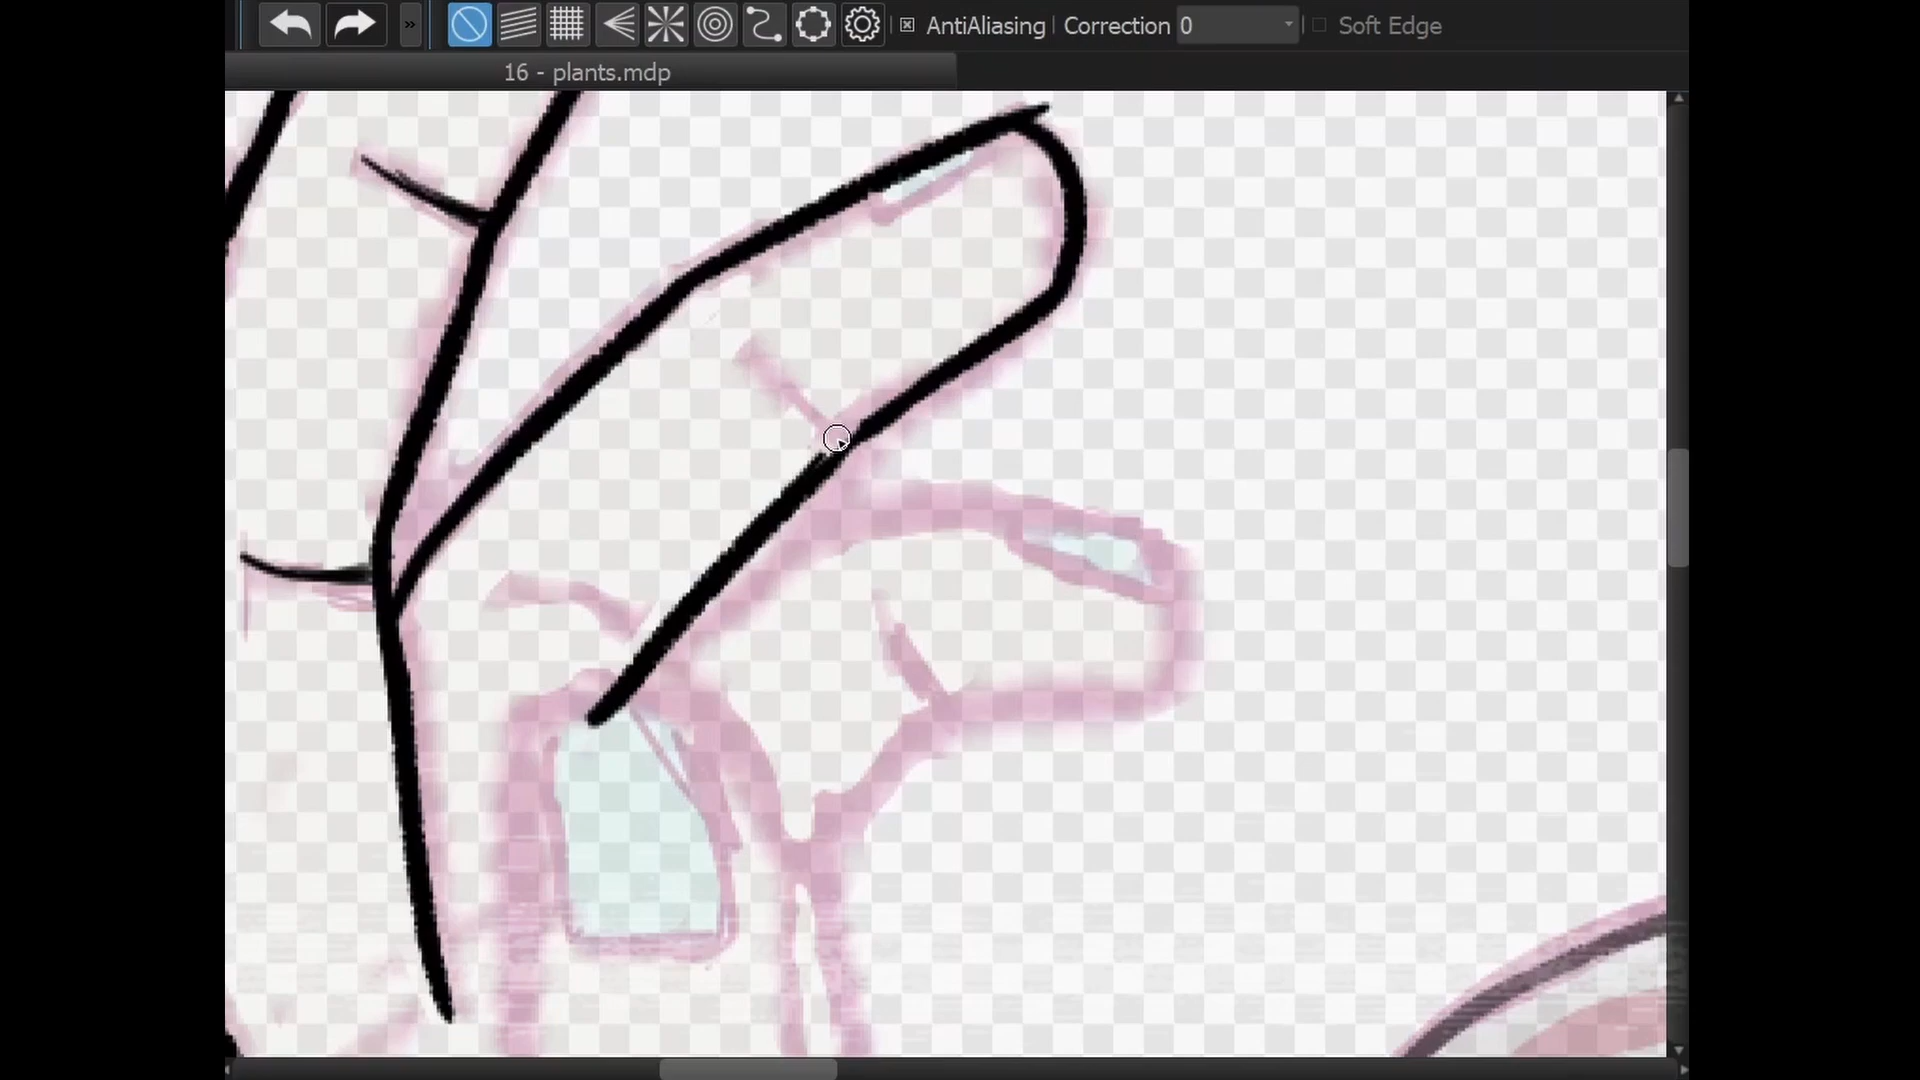 » AntiAliasing Correction 0 Soft Edge
16 - plants.mdp